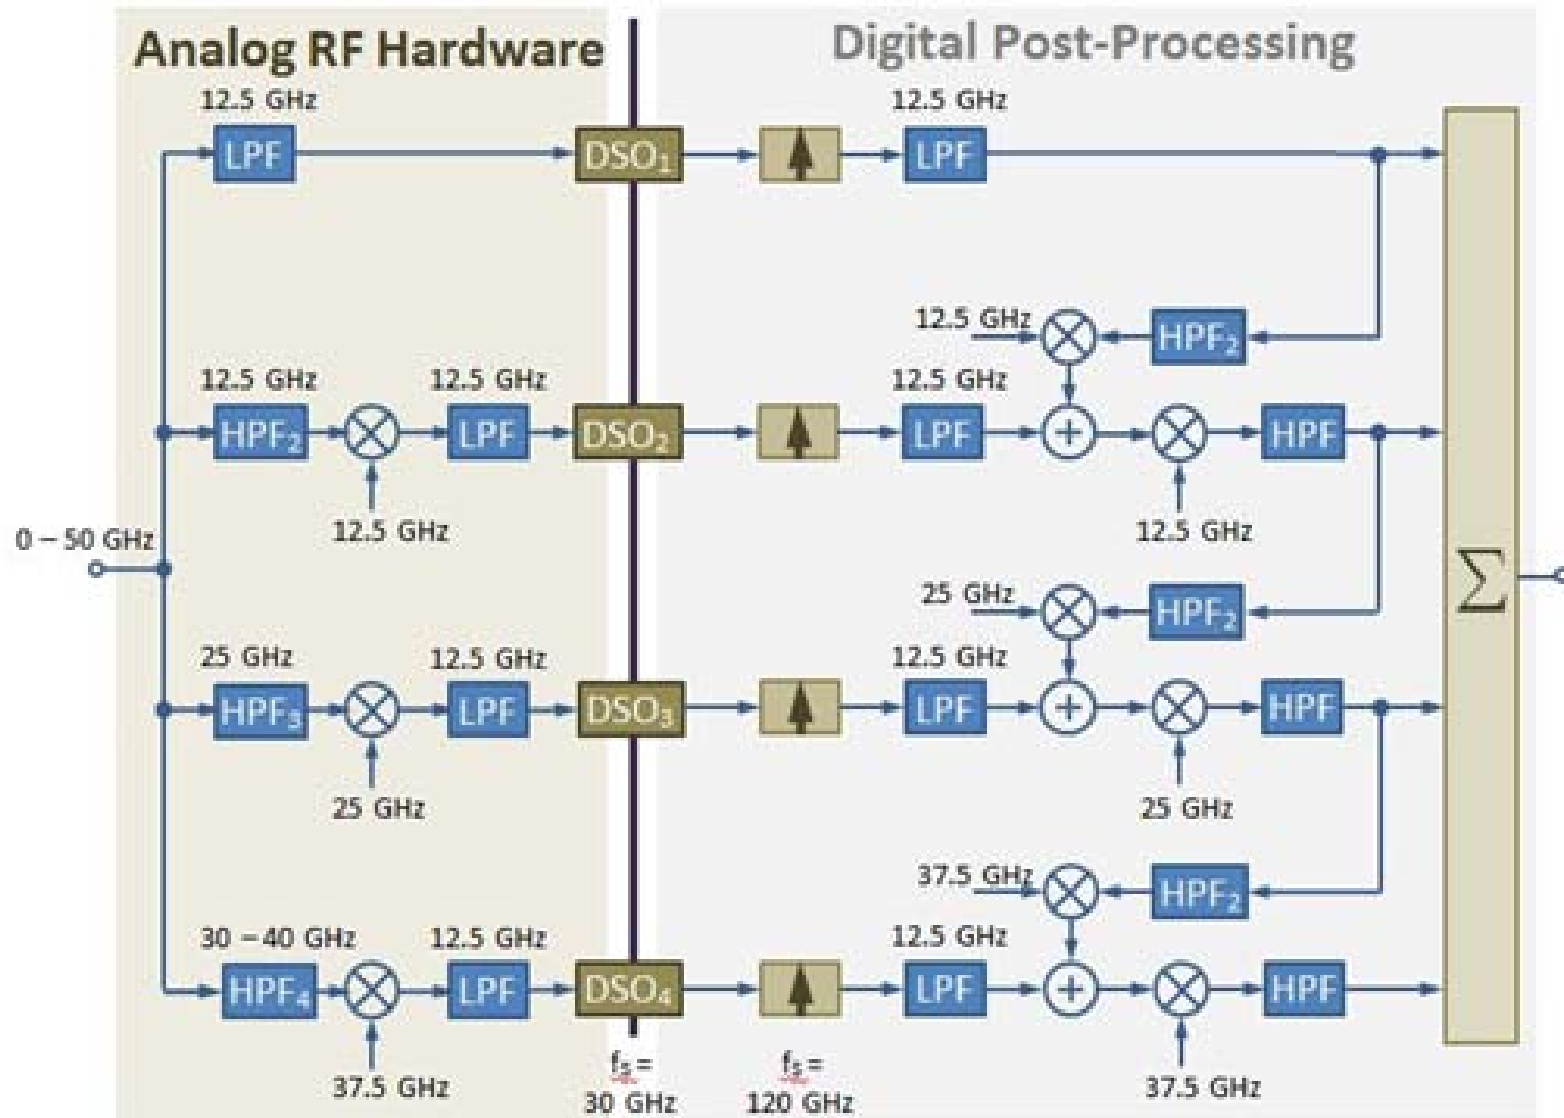 Analog RF Hardware
Digital Post-Processing
12.5 GHz
12.5 GHz
LPF
DSO₁
LPF
12.5 GHz
HPF₂
12.5 GHz
12.5 GHz
12.5 GHz
HPF₂
LPF
DSO₂
LPF
+
HPF
12.5 GHz
12.5 GHz
0 – 50 GHz
Σ
25 GHz
HPF₂
25 GHz
12.5 GHz
12.5 GHz
HPF₃
LPF
DSO₃
LPF
+
HPF
25 GHz
25 GHz
37.5 GHz
HPF₂
30 – 40 GHz
12.5 GHz
12.5 GHz
HPF₄
LPF
DSO₄
LPF
+
HPF
37.5 GHz
fs =
30 GHz
fs =
120 GHz
37.5 GHz